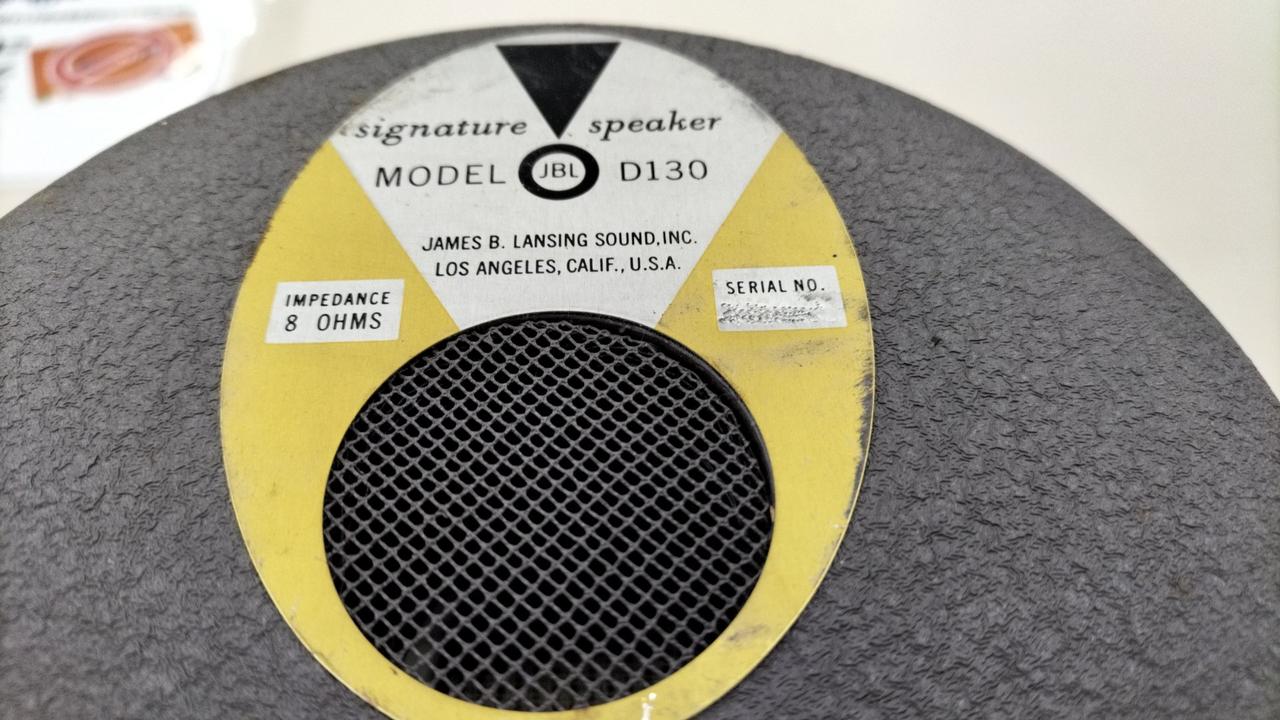 signature speaker
MODEL JBL D130
JAMES B. LANSING SOUND, INC.
LOS ANGELES, CALIF., U.S.A.
IMPEDANCE
8 OHMS
SERIAL NO.